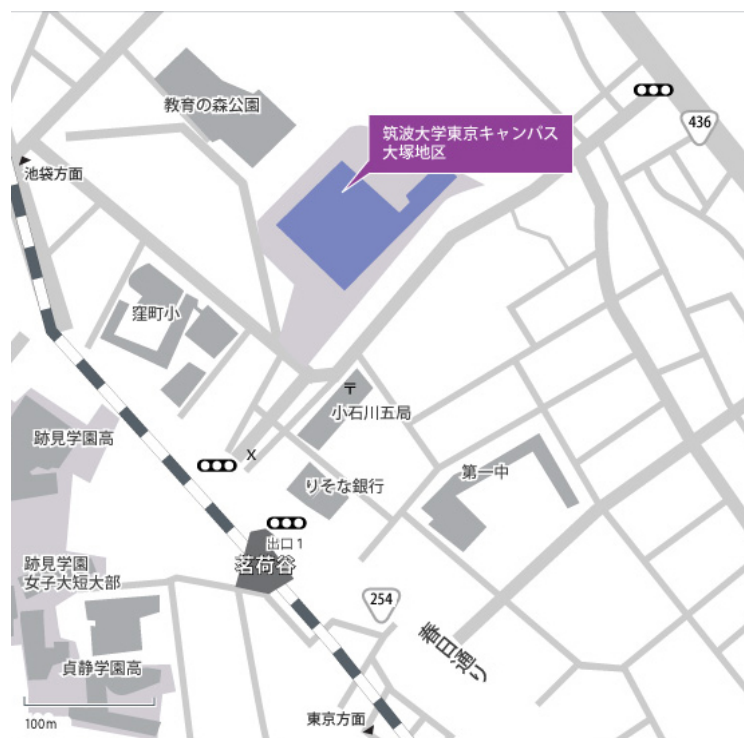 教育の森公園
筑波大学東京キャンパス
大塚地区
436
池袋方面
窪町小
〒
小石川五局
跡見学園高
X
りそな銀行
第一中
出口1
茗荷谷
跡見学園
女子大短大部
254
春日通り
貞静学園高
100m
東京方面